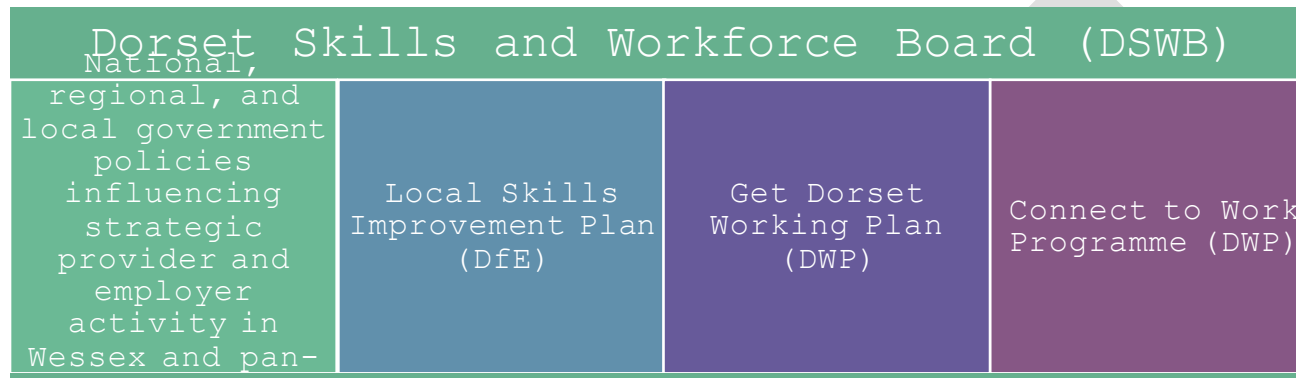 Dorset Skills and Workforce Board (DSWB)
National,
regional, and
local government
policies
influencing
strategic
provider and
employer
activity in
Wessex and pan-
Local Skills
Improvement Plan
(DfE)
Get Dorset
Working Plan
(DWP)
Connect to Work
Programme (DWP)